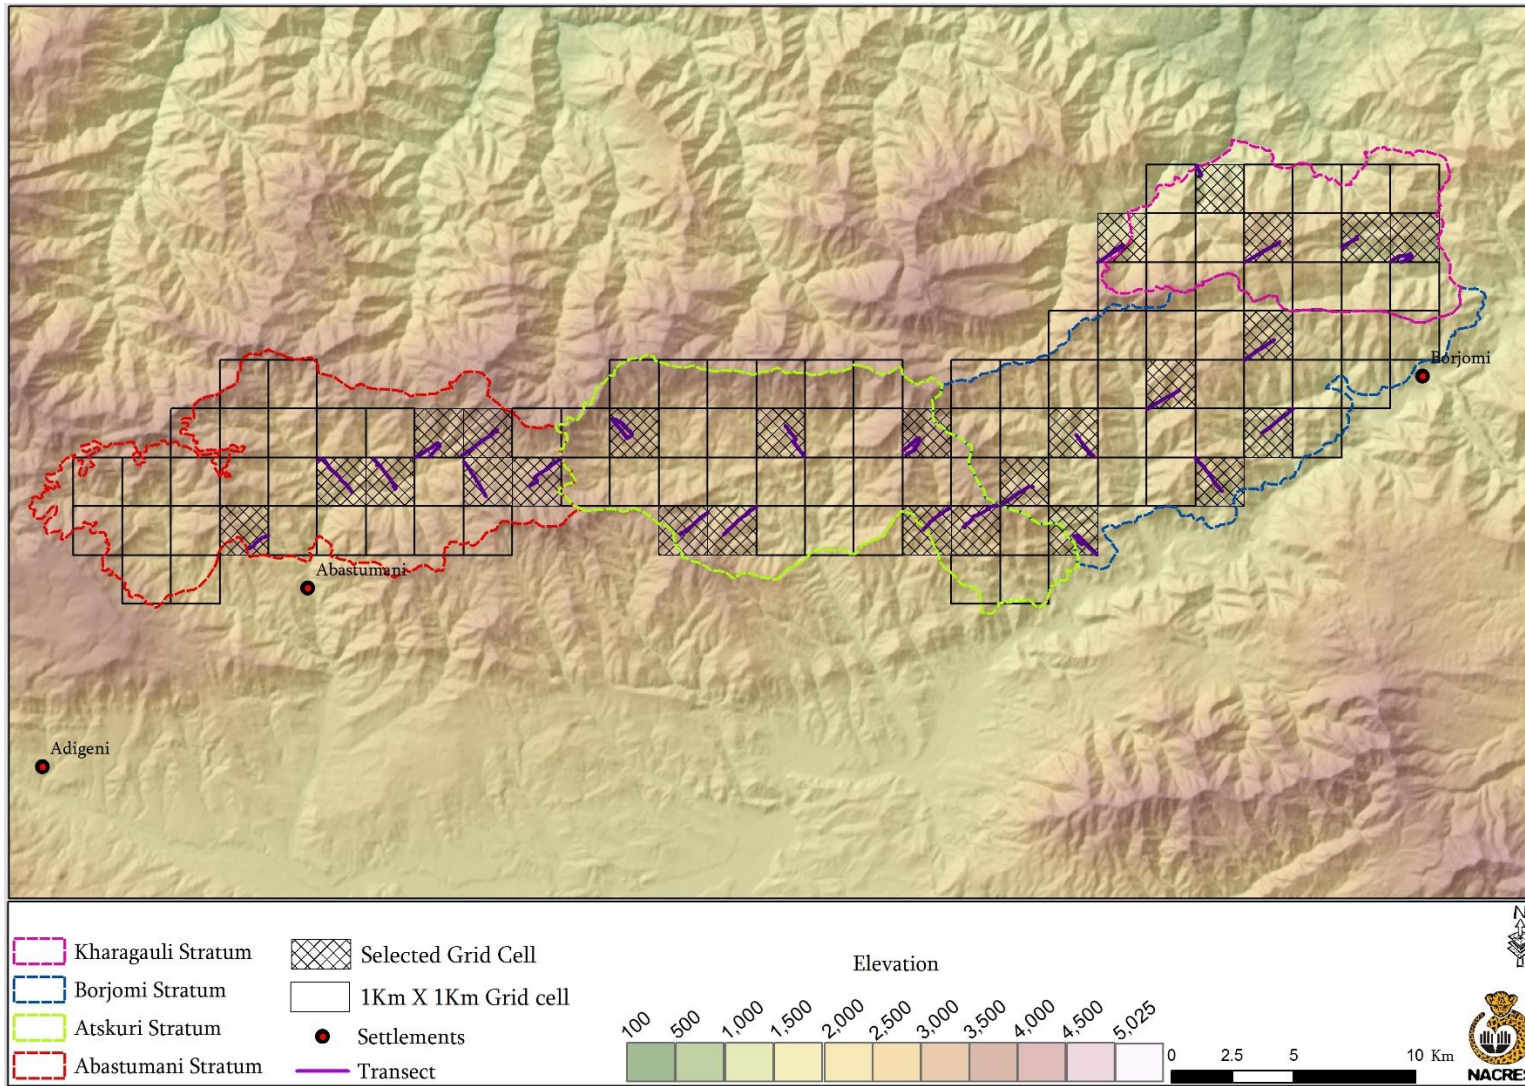 Borjomi
Abastumani
Adigeni
Kharagauli Stratum
Borjomi Stratum
Atskuri Stratum
Abastumani Stratum
Selected Grid Cell
1Km X 1Km Grid cell
Settlements
Transect
Elevation
100 500 1,000 1,500 2,000 2,500 3,000 3,500 4,000 4,500 5,025
0 2.5 5 10 Km
N
NACRES